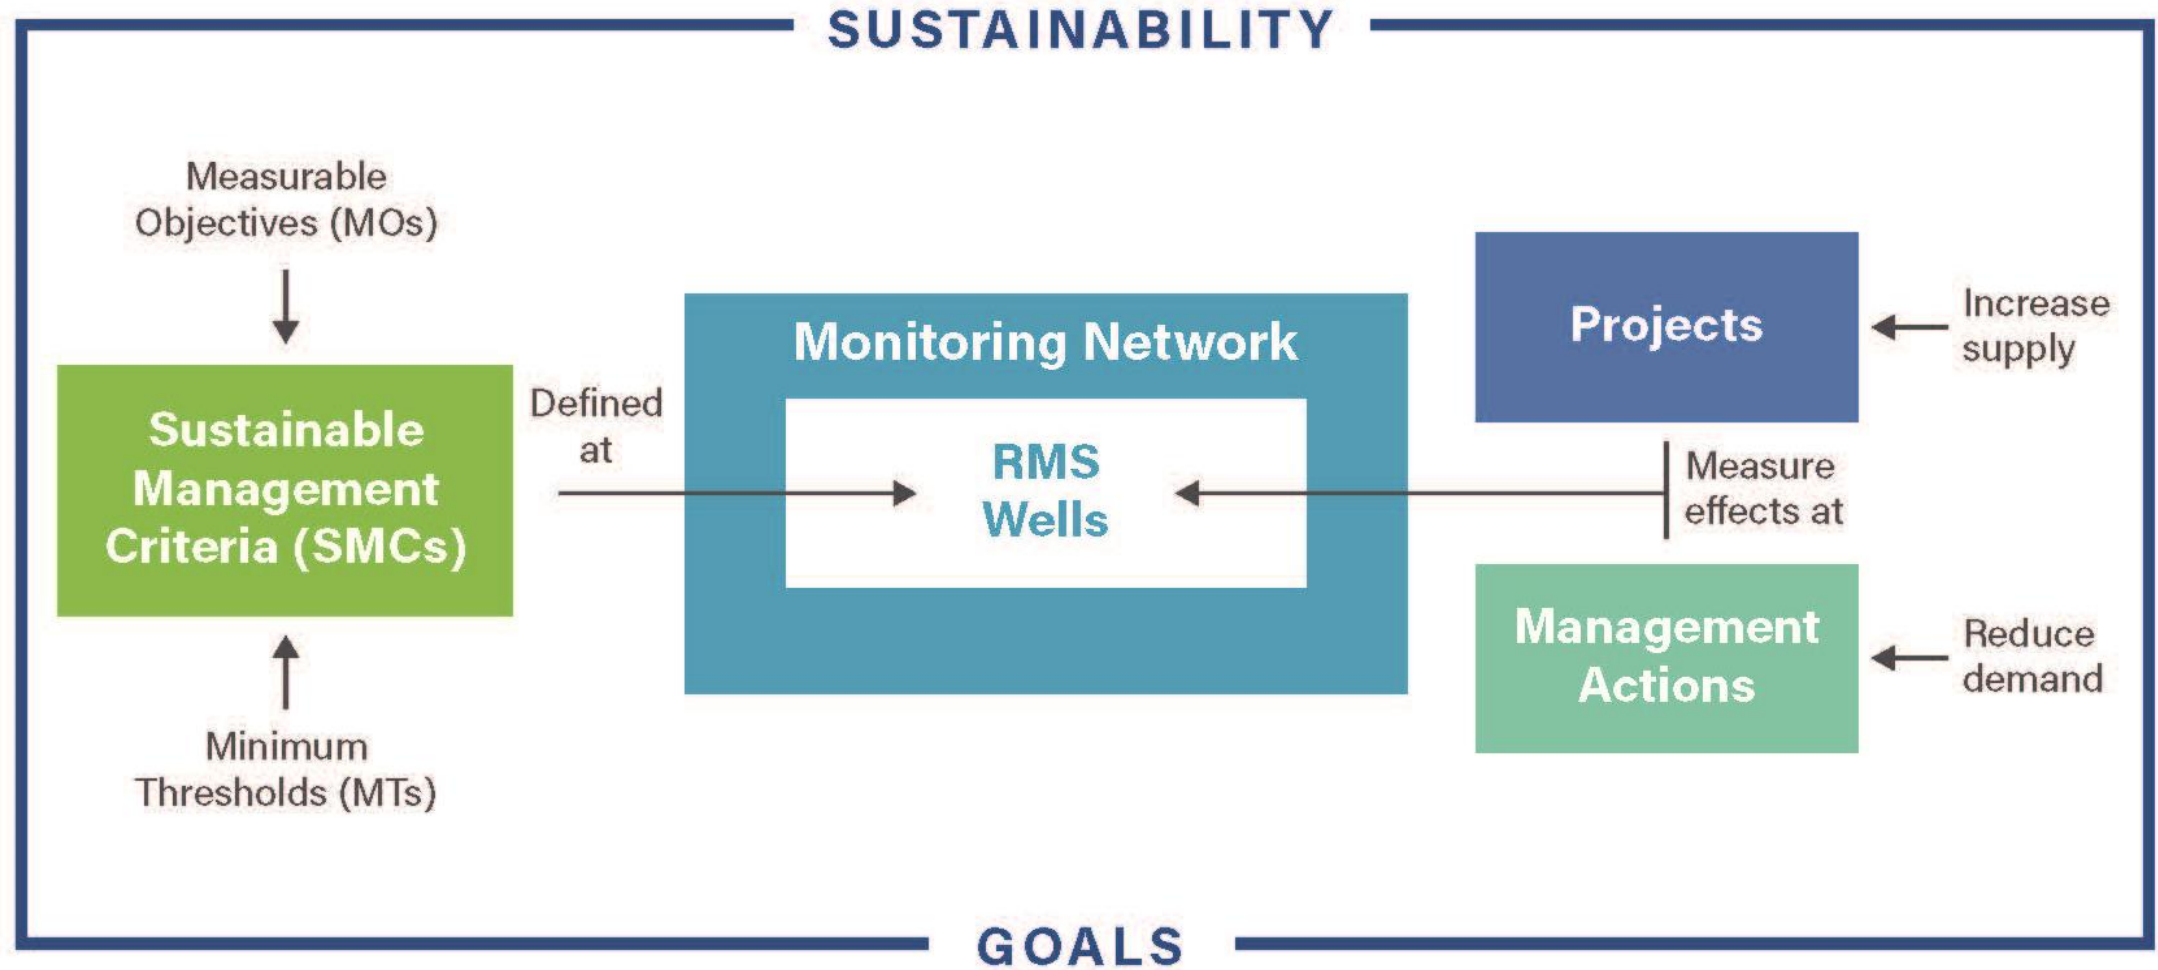 SUSTAINABILITY
Measurable
Objectives (MOs)
Sustainable
Management
Criteria (SMCs)
Minimum
Thresholds (MTs)
Defined
at
Monitoring Network
RMS
Wells
Projects
Increase
supply
Measure
effects at
Management
Actions
Reduce
demand
GOALS